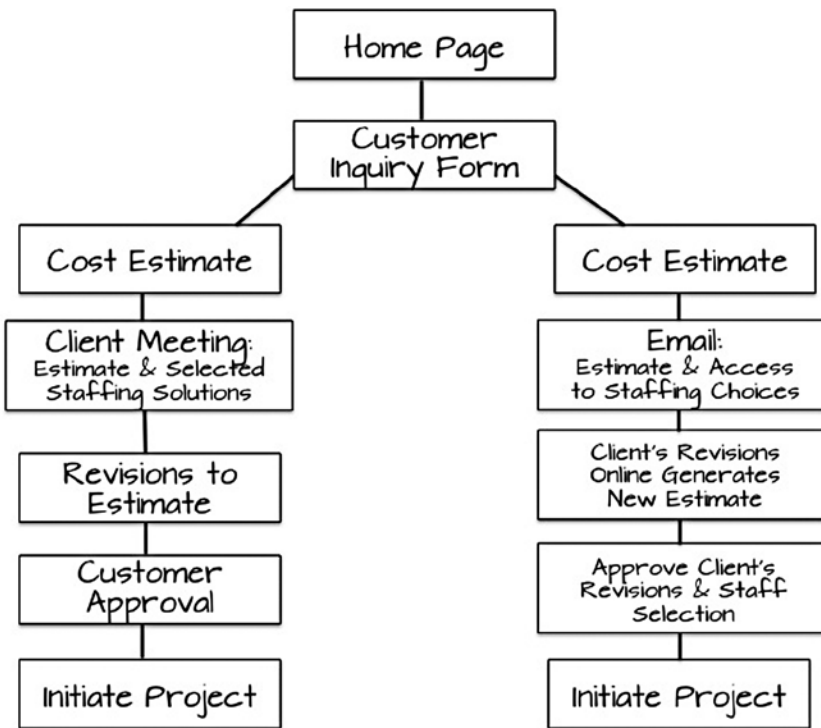 Home Page
Customer
Inquiry Form
Cost Estimate
Client Meeting:
Estimate & Selected
Staffing Solutions
Revisions to
Estimate
Customer
Approval
Initiate Project
Cost Estimate
Email:
Estimate & Access
to Staffing Choices
Client's Revisions
Online Generates
New Estimate
Approve Client's
Revisions & Staff
Selection
Initiate Project